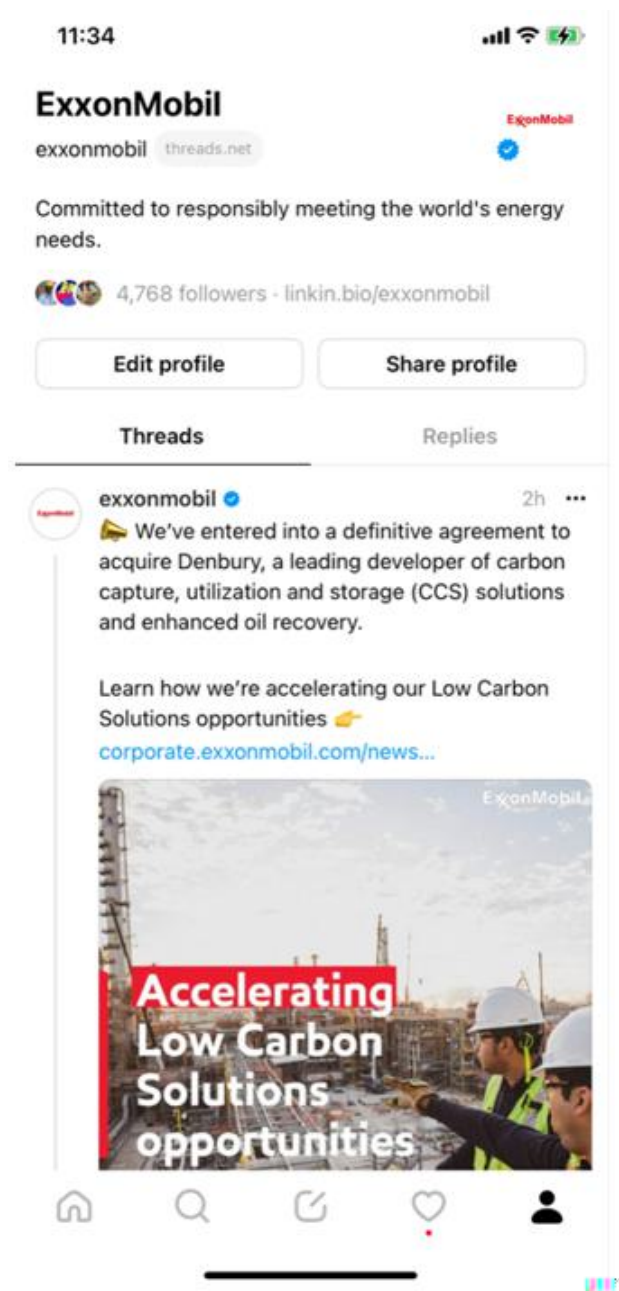 11:34
ExxonMobil
ExxonMobil
exxonmobil threads.net
Committed to responsibly meeting the world's energy
needs.
4,768 followers · linkin.bio/exxonmobil
Edit profile
Share profile
Threads
Replies
ExxonMobil
exxonmobil
2h
📣 We’ve entered into a definitive agreement to
acquire Denbury, a leading developer of carbon
capture, utilization and storage (CCS) solutions
and enhanced oil recovery.
Learn how we’re accelerating our Low Carbon
Solutions opportunities 👉
corporate.exxonmobil.com/news...
ExxonMobil
Accelerating
Low Carbon
Solutions
opportunities